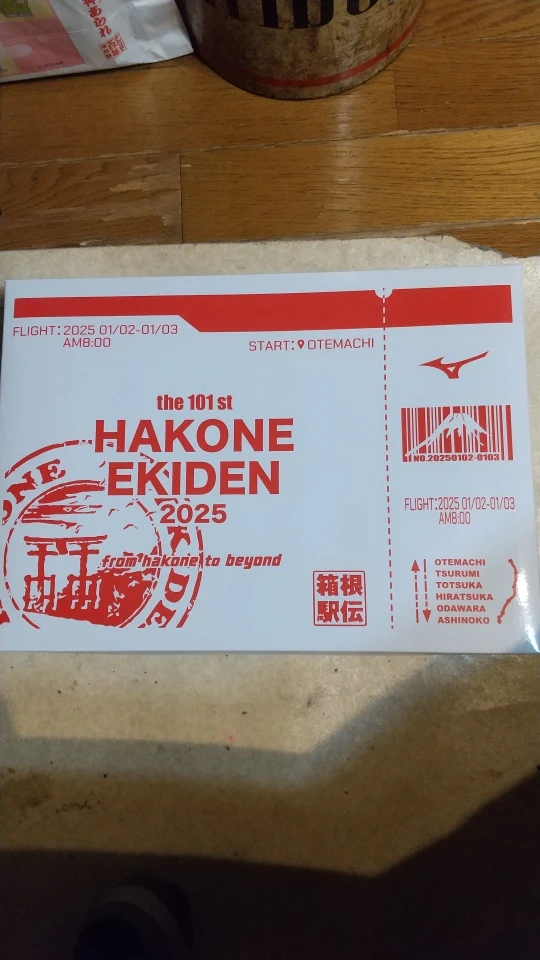 FLIGHT: 2025 01/02-01/03
AM8:00
START: OTEMACHI
the 101 st
HAKONE
EKIDEN
2025
from hakone to beyond
箱根
駅伝
NO.20250102-0103
FLIGHT:2025 01/02-01/03
AM8:00
OTEMACHI
TSURUMI
TOTSUKA
HIRATSUKA
ODAWARA
ASHINOKO